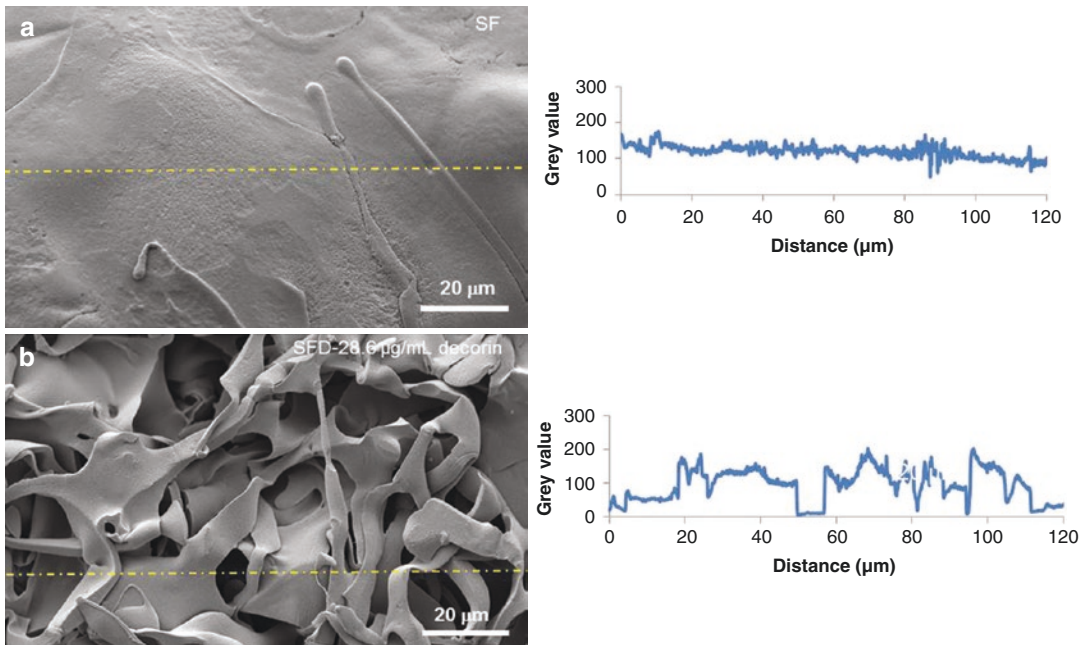 a
SF
20 μm
300
200
100
0
Grey value
0 20 40 60 80 100 120
Distance (μm)
b
SFD-28.6 μg/mL decorin
20 μm
300
200
100
0
Grey value
0 20 40 60 80 100 120
Distance (μm)